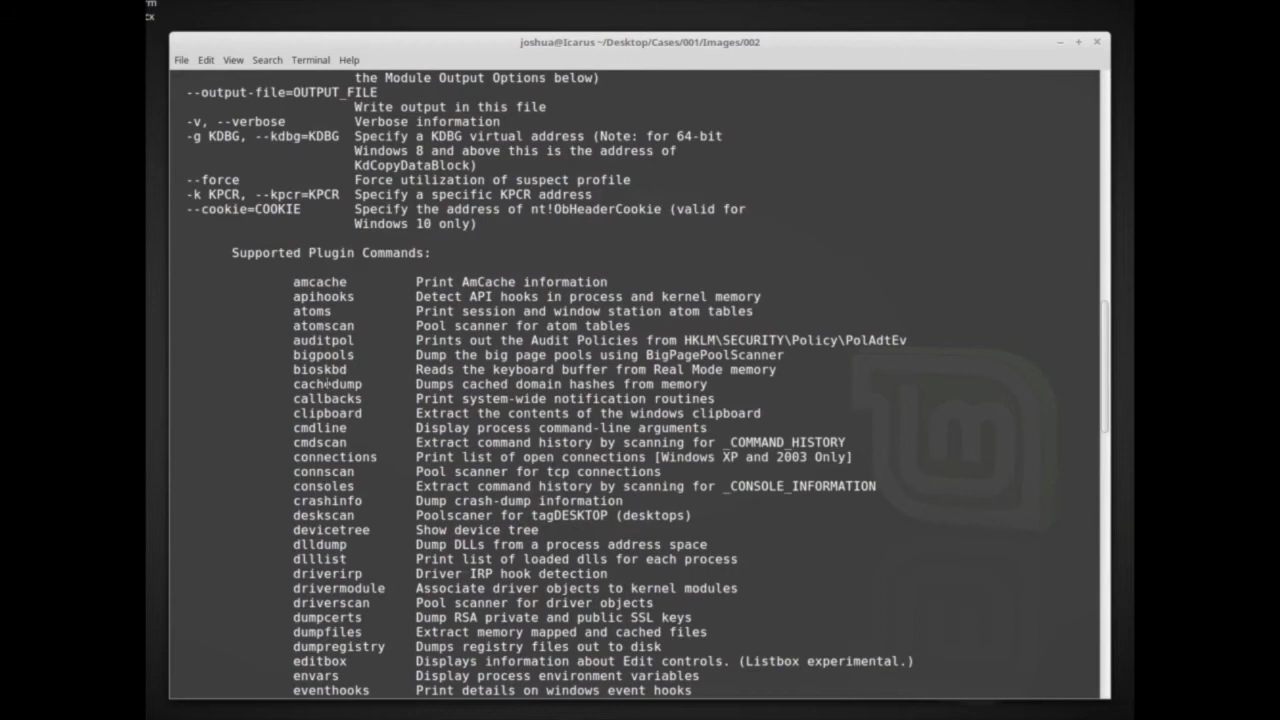 rm
cx
joshua@Icarus ~/Desktop/Cases/001/Images/002
File Edit View Search Terminal Help
the Module Output Options below)
--output-file=OUTPUT_FILE
Write output in this file
-v, --verbose Verbose information
-g KDBG, --kdbg=KDBG Specify a KDBG virtual address (Note: for 64-bit
Windows 8 and above this is the address of
KdCopyDataBlock)
--force Force utilization of suspect profile
-k KPCR, --kpcr=KPCR Specify a specific KPCR address
--cookie=COOKIE Specify the address of nt!ObHeaderCookie (valid for
Windows 10 only)
Supported Plugin Commands:
amcache Print AmCache information
apihooks Detect API hooks in process and kernel memory
atoms Print session and window station atom tables
atomscan Pool scanner for atom tables
auditpol Prints out the Audit Policies from HKLM\SECURITY\Policy\PolAdtEv
bigpools Dump the big page pools using BigPagePoolScanner
bioskbd Reads the keyboard buffer from Real Mode memory
cachedump Dumps cached domain hashes from memory
callbacks Print system-wide notification routines
clipboard Extract the contents of the windows clipboard
cmdline Display process command-line arguments
cmdscan Extract command history by scanning for _COMMAND_HISTORY
connections Print list of open connections [Windows XP and 2003 Only]
connscan Pool scanner for tcp connections
consoles Extract command history by scanning for _CONSOLE_INFORMATION
crashinfo Dump crash-dump information
deskscan Poolscaner for tagDESKTOP (desktops)
devicetree Show device tree
dlldump Dump DLLs from a process address space
dlllist Print list of loaded dlls for each process
driverirp Driver IRP hook detection
drivermodule Associate driver objects to kernel modules
driverscan Pool scanner for driver objects
dumpcerts Dump RSA private and public SSL keys
dumpfiles Extract memory mapped and cached files
dumpregistry Dumps registry files out to disk
editbox Displays information about Edit controls. (Listbox experimental.)
envars Display process environment variables
eventhooks Print details on windows event hooks